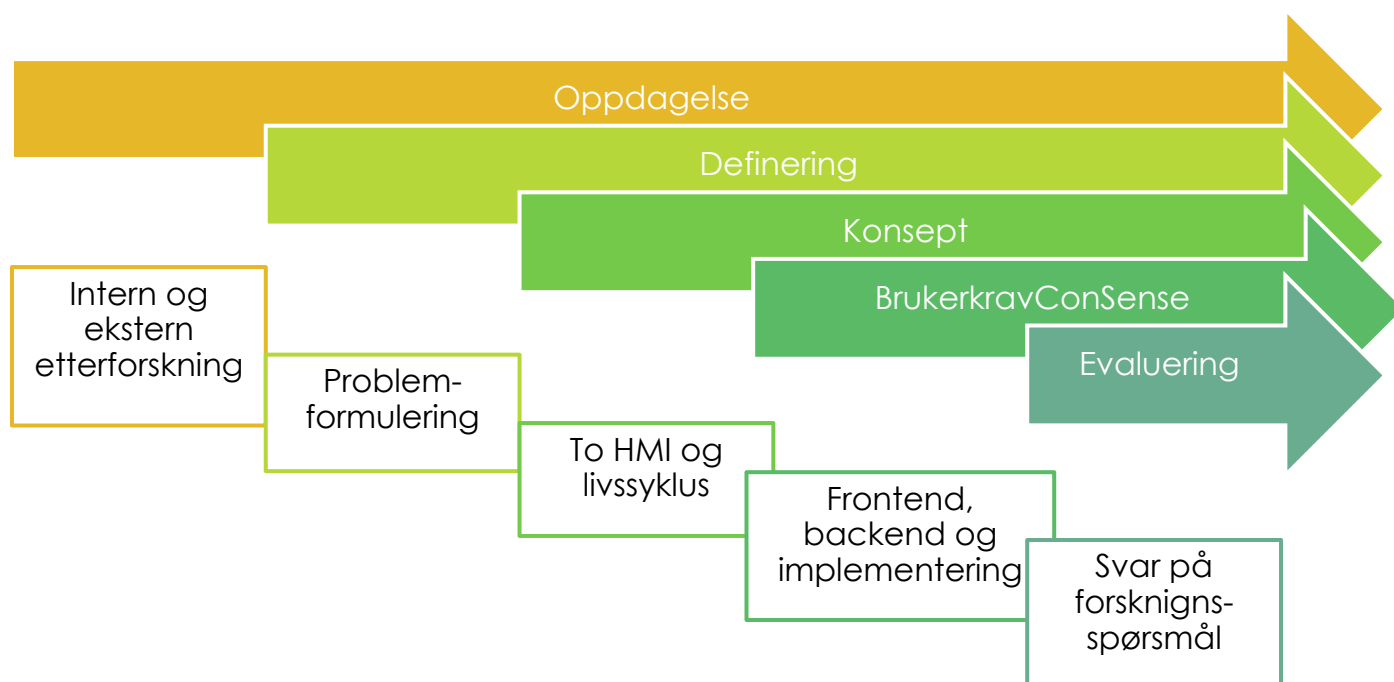 Oppdagelse
Definering
Konsept
BrukerkravConSense
Evaluering
Intern og
ekstern
etterforskning
Problem-
formulering
To HMI og
livssyklus
Frontend,
backend og
implementering
Svar på
forsknigns-
spørsmål